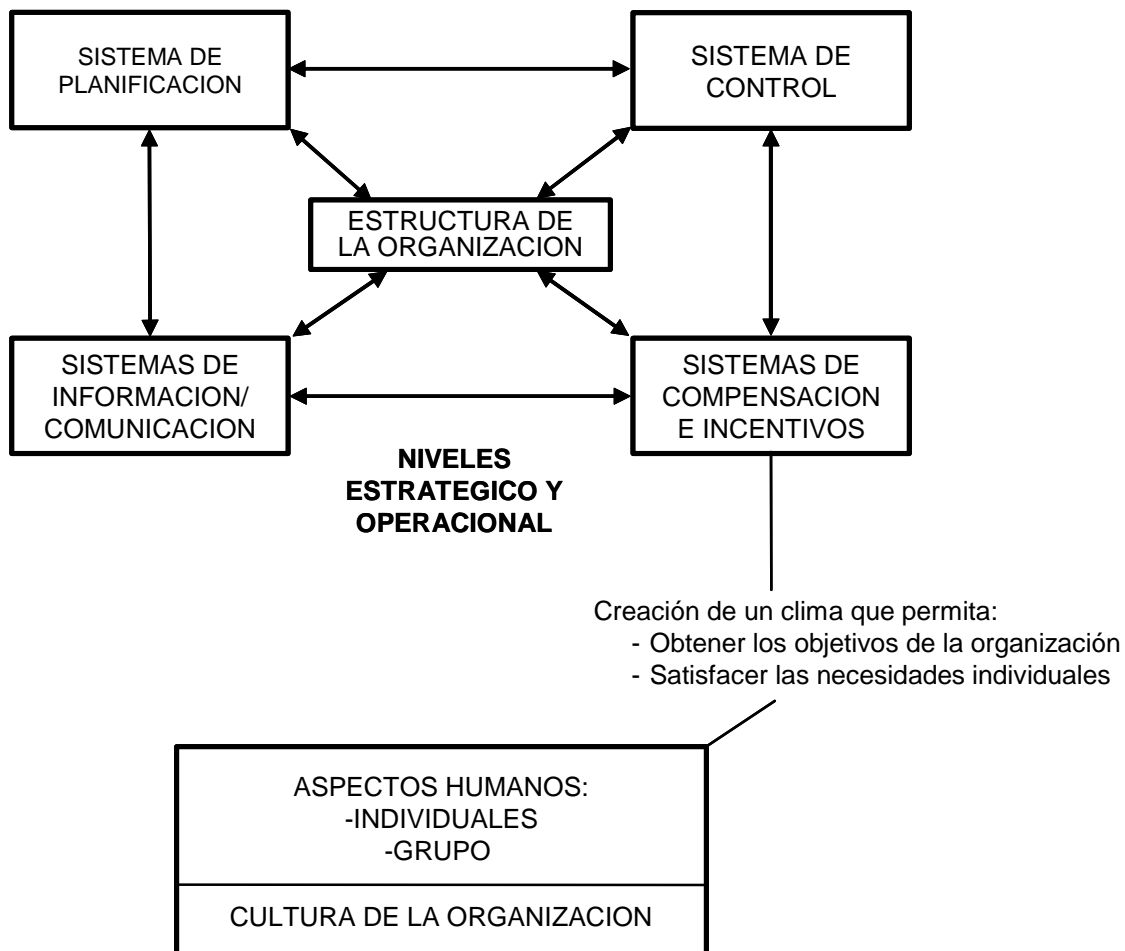 SISTEMA DE
PLANIFICACION
SISTEMA DE
CONTROL
ESTRUCTURA DE
LA ORGANIZACION
SISTEMAS DE
INFORMACION/
COMUNICACION
SISTEMAS DE
COMPENSACION
E INCENTIVOS
NIVELES
ESTRATEGICO Y
OPERACIONAL
Creación de un clima que permita:
- Obtener los objetivos de la organización
- Satisfacer las necesidades individuales
ASPECTOS HUMANOS:
-INDIVIDUALES
-GRUPO
CULTURA DE LA ORGANIZACION